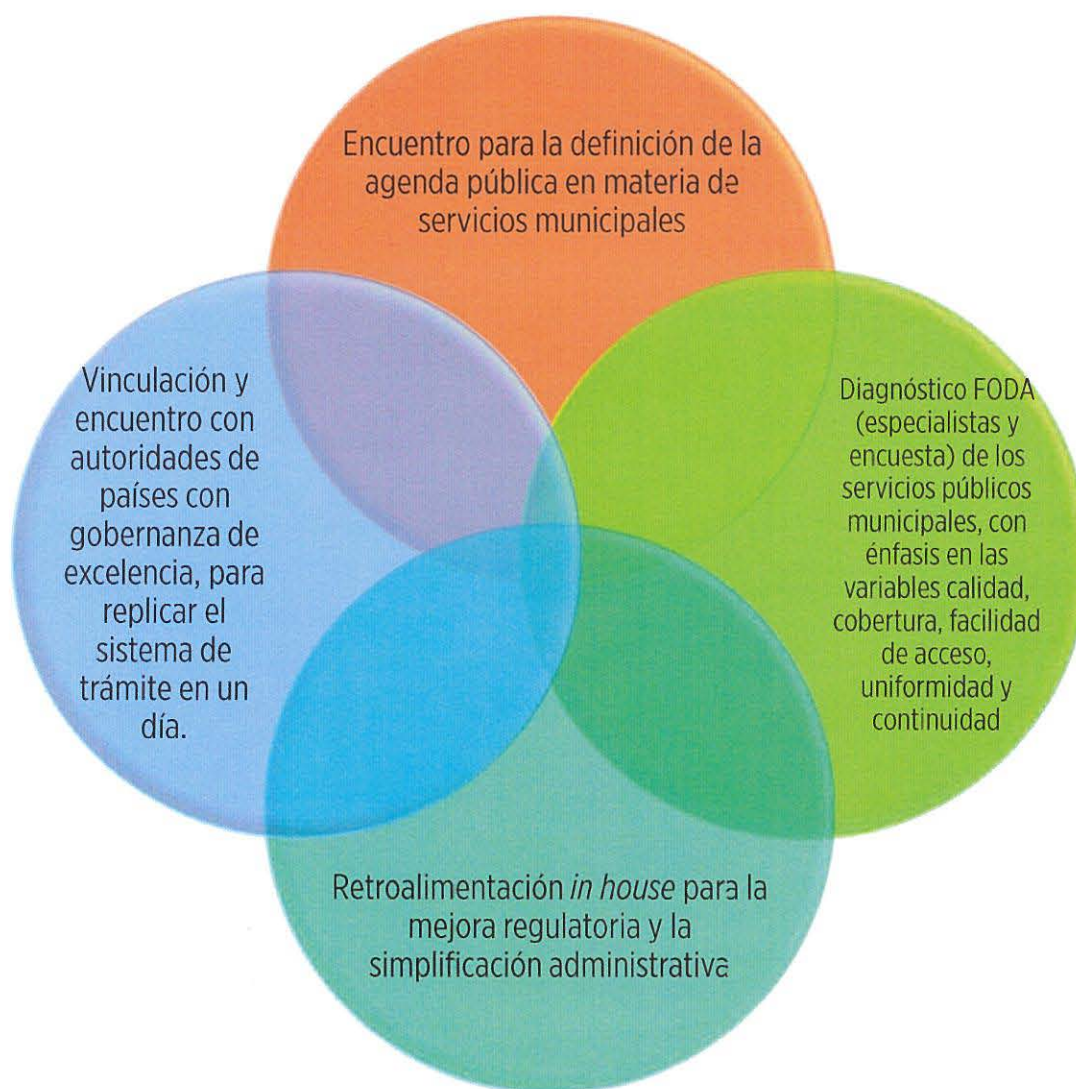 Encuentro para la definición de la
agenda pública en materia de
servicios municipales
Vinculación y
encuentro con
autoridades de
países con
gobernanza de
excelencia, para
replicar el
sistema de
trámite en un
día.
Diagnóstico FODA
(especialistas y
encuesta) de los
servicios públicos
municipales, con
énfasis en las
variables calidad,
cobertura, facilidad
de acceso,
uniformidad y
continuidad
Retroalimentación in house para la
mejora regulatoria y la
simplificación administrativa